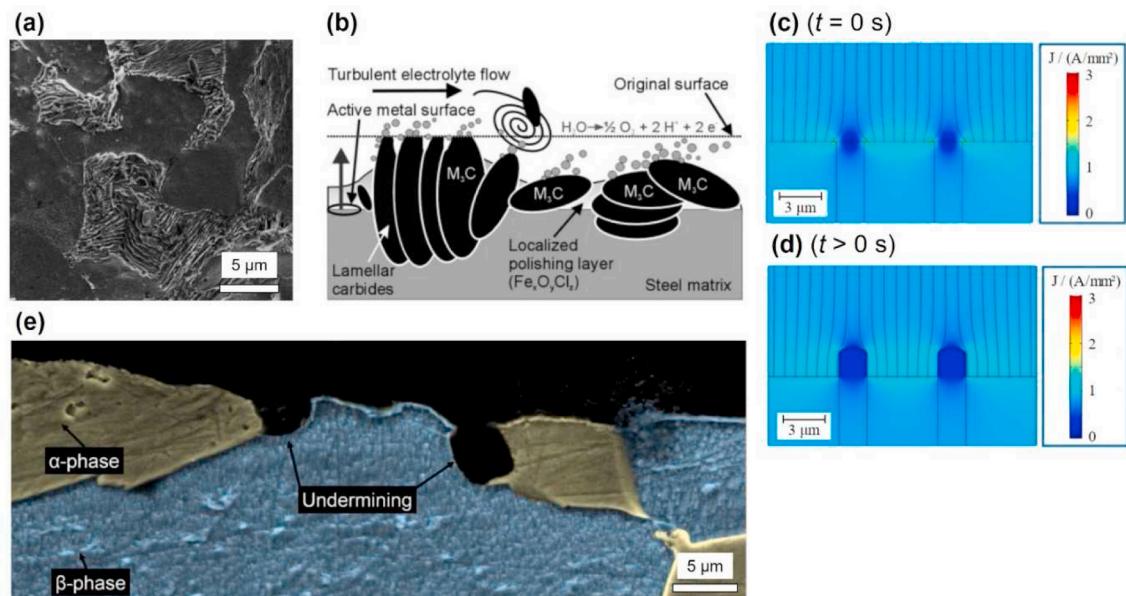 (a)
5 µm
(b)
Turbulent electrolyte flow
Active metal surface
Original surface
H₂O→½ O₂ + 2 H⁺ + 2 e⁻
M₃C
M₃C
M₃C
M₃C
Lamellar
carbides
Localized
polishing layer
(FeₓOᵧCl_z)
Steel matrix
(c) (t = 0 s)
J / (A/mm²)
3
2
1
0
3 µm
(d) (t > 0 s)
J / (A/mm²)
3
2
1
0
3 µm
(e)
α-phase
Undermining
β-phase
5 µm